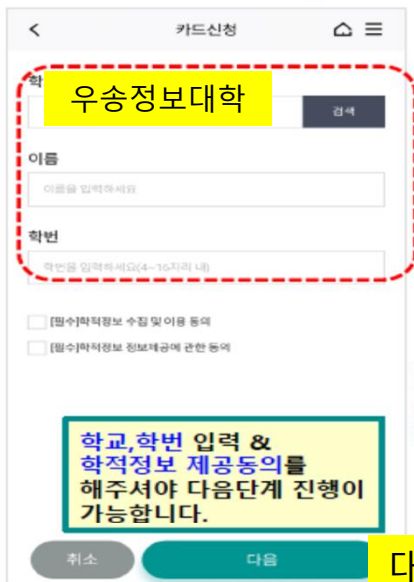 카드신청
학
우송정보대학
검색
이름
이름을 입력하세요
학번
학번을 입력하세요(4~16자리 내)
[필수]학적정보 수집 및 이용 동의
[필수]학적정보 정보제공에 관한 동의
학교,학번 입력 &
학적정보 제공동의를
해주셔야 다음단계 진행이
가능합니다.
취소
다음